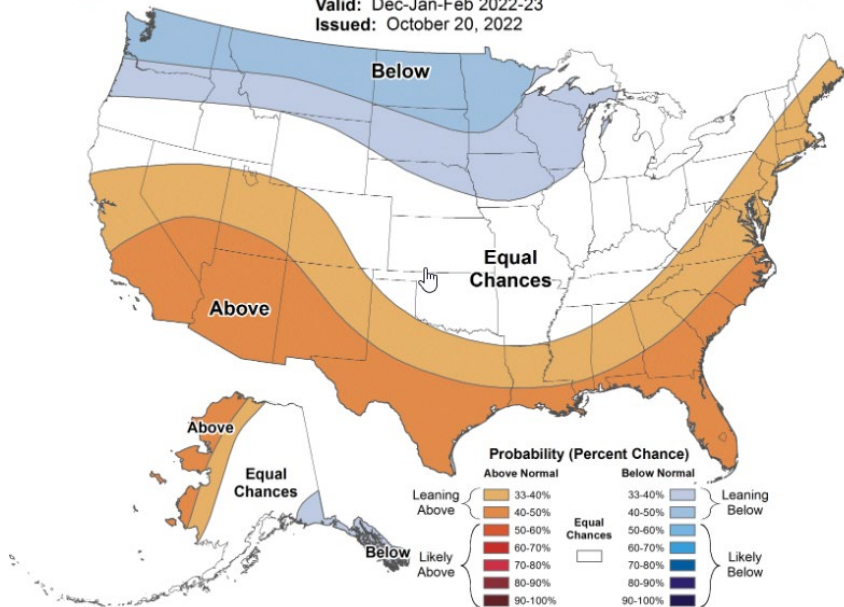 Valid: Dec-Jan-Feb 2022-23
Issued: October 20, 2022
Below
Equal
Chances
Above
Above
Equal
Chances
Below
Probability (Percent Chance)
Above Normal
Below Normal
Leaning
Above
33-40%
40-50%
Likely
Above
50-60%
60-70%
70-80%
80-90%
90-100%
Equal
Chances
33-40%
40-50%
Leaning
Below
50-60%
60-70%
70-80%
80-90%
90-100%
Likely
Below